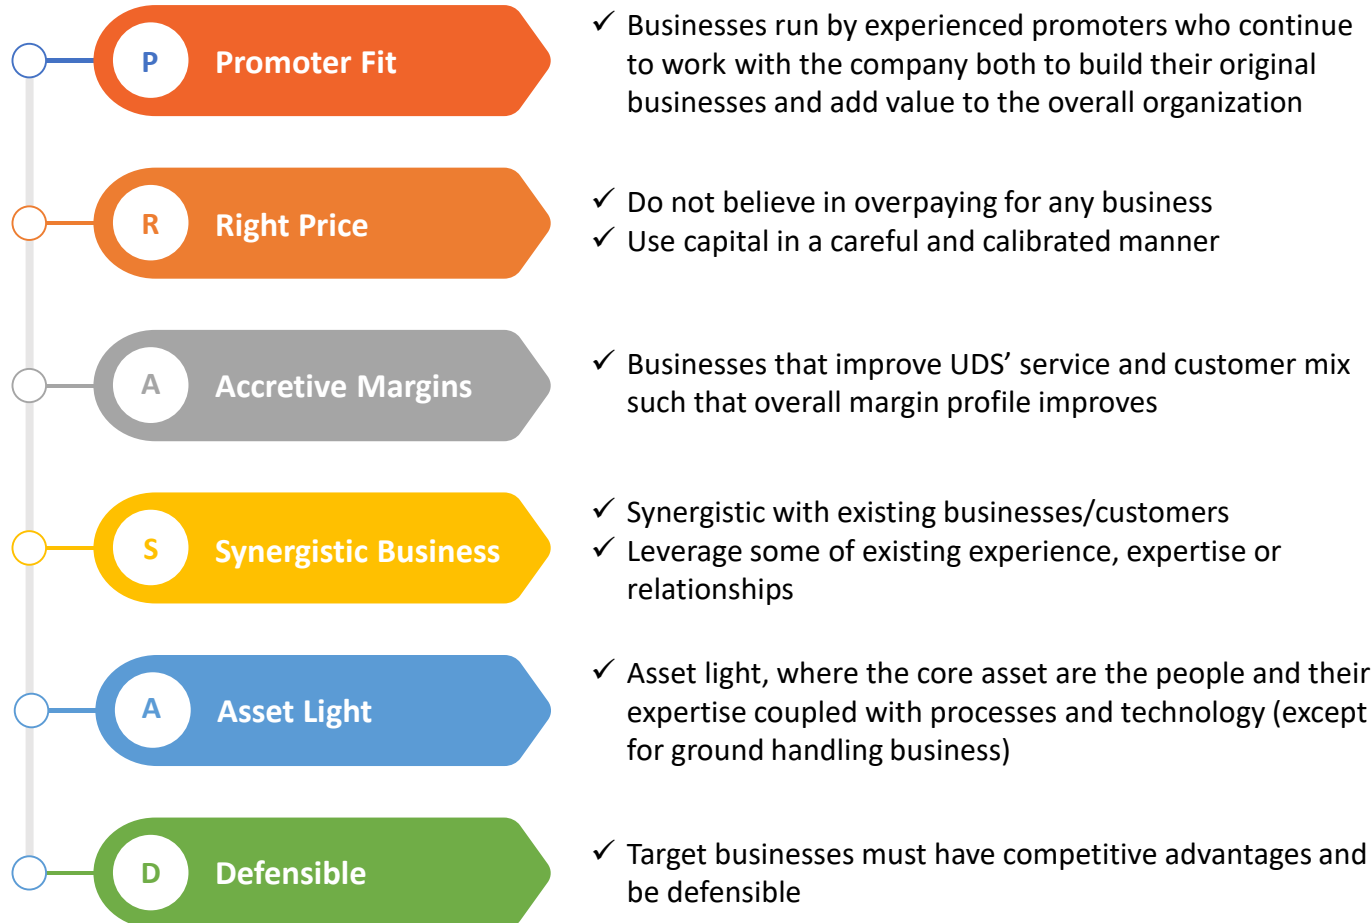 P
Promoter Fit
✓ Businesses run by experienced promoters who continue
to work with the company both to build their original
businesses and add value to the overall organization
R
Right Price
✓ Do not believe in overpaying for any business
✓ Use capital in a careful and calibrated manner
A
Accretive Margins
✓ Businesses that improve UDS’ service and customer mix
such that overall margin profile improves
S
Synergistic Business
✓ Synergistic with existing businesses/customers
✓ Leverage some of existing experience, expertise or
relationships
A
Asset Light
✓ Asset light, where the core asset are the people and their
expertise coupled with processes and technology (except
for ground handling business)
D
Defensible
✓ Target businesses must have competitive advantages and
be defensible